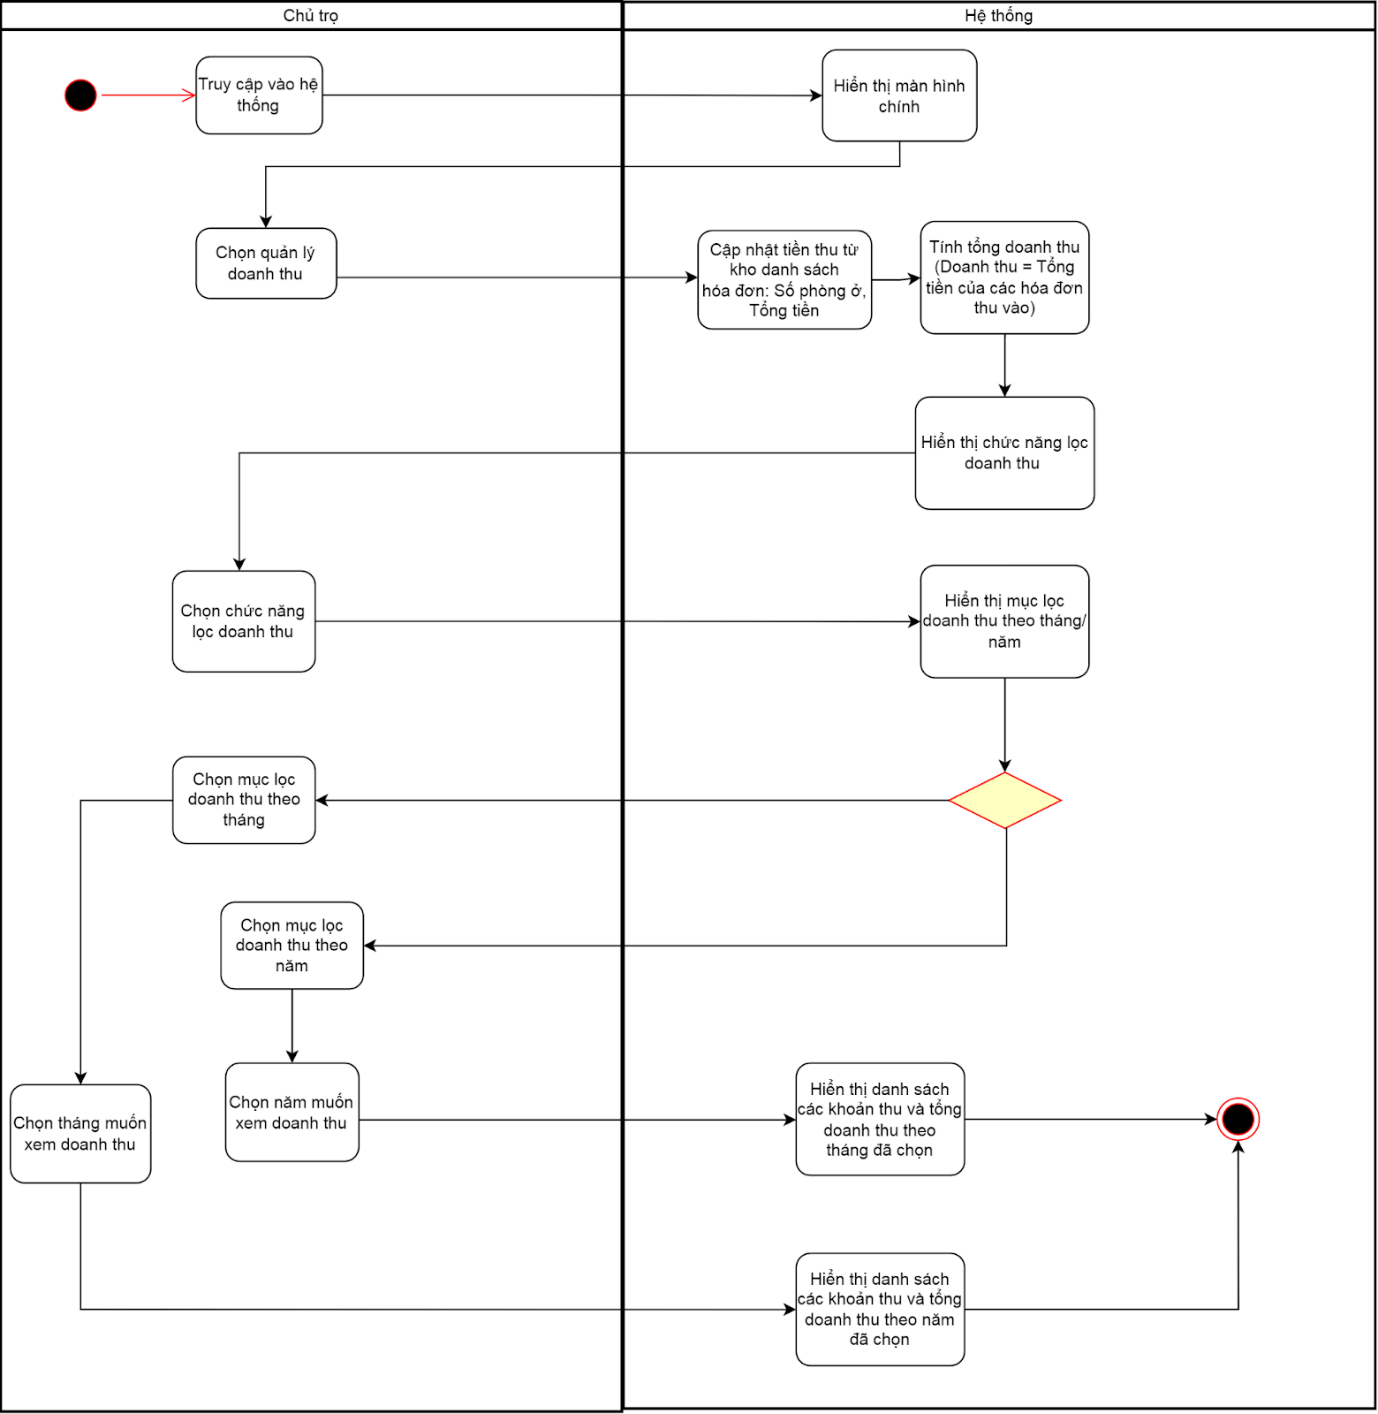 Chủ trọ
Hệ thống
Truy cập vào hệ
thống
Hiển thị màn hình
chính
Chọn quản lý
doanh thu
Cập nhật tiền thu từ
kho danh sách
hóa đơn: Số phòng ở,
Tổng tiền
Tính tổng doanh thu
(Doanh thu = Tổng
tiền của các hóa đơn
thu vào)
Hiển thị chức năng lọc
doanh thu
Chọn chức năng
lọc doanh thu
Hiển thị mục lọc
doanh thu theo tháng/
năm
Chọn mục lọc
doanh thu theo
tháng
Chọn mục lọc
doanh thu theo
năm
Chọn tháng muốn
xem doanh thu
Chọn năm muốn
xem doanh thu
Hiển thị danh sách
các khoản thu và tổng
doanh thu theo
tháng đã chọn
Hiển thị danh sách
các khoản thu và tổng
doanh thu theo năm
đã chọn